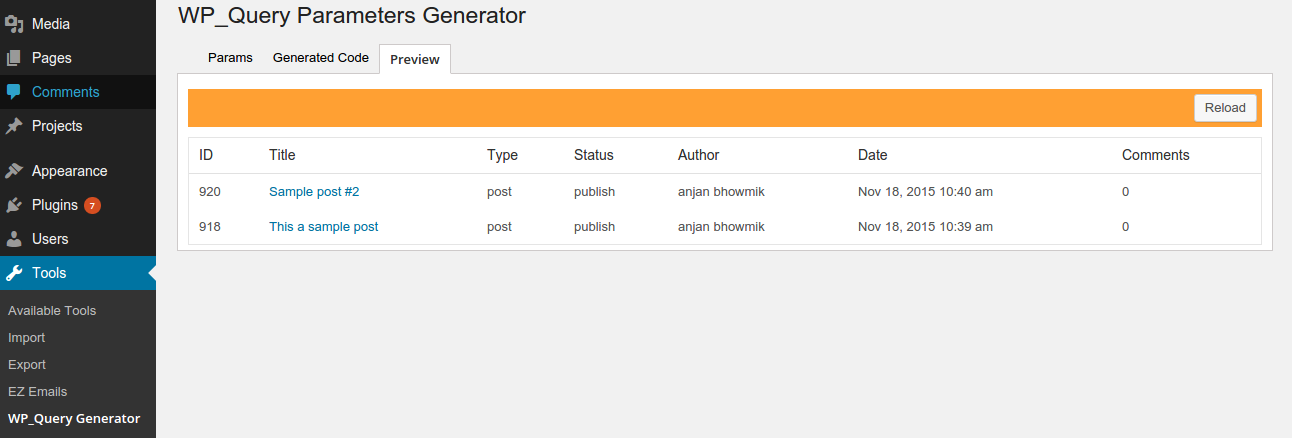 Media
Pages
Comments
Projects
Appearance
Plugins 7
Users
Tools
Available Tools
Import
Export
EZ Emails
WP_Query Generator
WP_Query Parameters Generator
Params Generated Code Preview
Reload
ID Title Type Status Author Date Comments
920 Sample post #2 post publish anjan bhowmik Nov 18, 2015 10:40 am 0
918 This a sample post post publish anjan bhowmik Nov 18, 2015 10:39 am 0